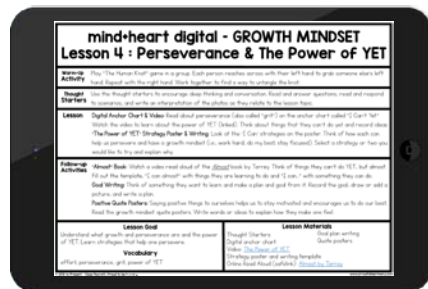 mind+heart digital - GROWTH MINDSET
Lesson 4 : Perseverance & The Power of YET
Warm-Up Activity
Play "The Human Knot" game in a group. Each person reaches across with their left hand to grab someone else's left
hand. Repeat with the right hand. Work together to find a way to untangle the knot.
Thought Starters
Use the thought starters to encourage deep thinking and conversation. Read and answer questions, read and respond
to scenarios, and write an interpretation of the photos as they relate to the lesson topic.
Lesson
Digital Anchor Chart & Video: Read about perseverance (also called "grit") on the anchor chart called "I Can't Yet!"
Watch the video to learn about the power of YET (linked). Think about things that they can't do yet and record ideas.
"The Power of YET" Strategy Poster & Writing: Look at the "I Can" strategies on the poster. Think of how each can
help us persevere and have a growth mindset (i.e., work hard, do my best, stay focused). Select a strategy or two you
would like to try and explain why.
Follow-up Activities
"Almost" Book: Watch a video read aloud of the Almost book by Torrey. Think of things they can't do YET, but almost.
Fill out the template, "I can almost" with things they are learning to do and "I can..." with something they can do.
Goal Writing: Think of something they want to learn and make a plan and goal from it. Record the goal, draw or add a
picture, and write a plan.
Positive Quote Posters: Saying positive things to ourselves helps us to stay motivated and encourages us to do our best.
Read the growth mindset quote posters. Write words or ideas to explain how they make one feel.
Lesson Goal
Understand what growth and perseverance are and the power
of YET. Learn strategies that help one persevere.
Vocabulary
effort, perseverance, grit, power of YET
Lesson Materials
Thought Starters
Digital anchor chart
Video: The Power of YET
Strategy poster and writing template
Online Read Aloud (safelink): Almost by Torrey
Goal plan writing
Quote posters